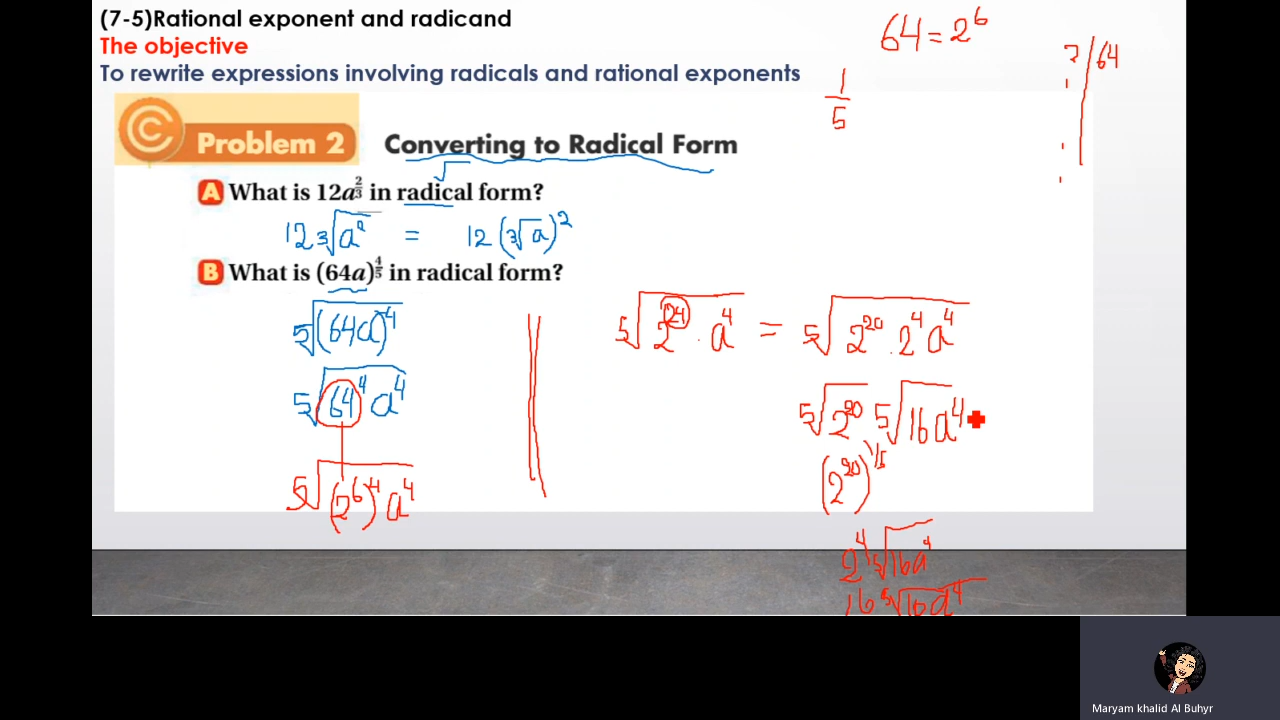 (7-5)Rational exponent and radicand
The objective
To rewrite expressions involving radicals and rational exponents
64 = 2⁶
1/5
2 | 64
C Problem 2 Converting to Radical Form
√
A What is 12a^(2/3) in radical form?
12 ∛a² = 12 (∛a)²
B What is (64a)^(4/5) in radical form?
⁵√(64a)⁴
⁵√64⁴ a⁴
⁵√(2⁶)⁴ a⁴
⁵√2²⁴ · a⁴ = ⁵√2²⁰ · 2⁴ a⁴
⁵√2²⁰ ⁵√16a⁴
(2²⁰)^(1/5)
2⁴ ⁵√16a⁴
16 ⁵√16a⁴
Maryam khalid Al Buhyr